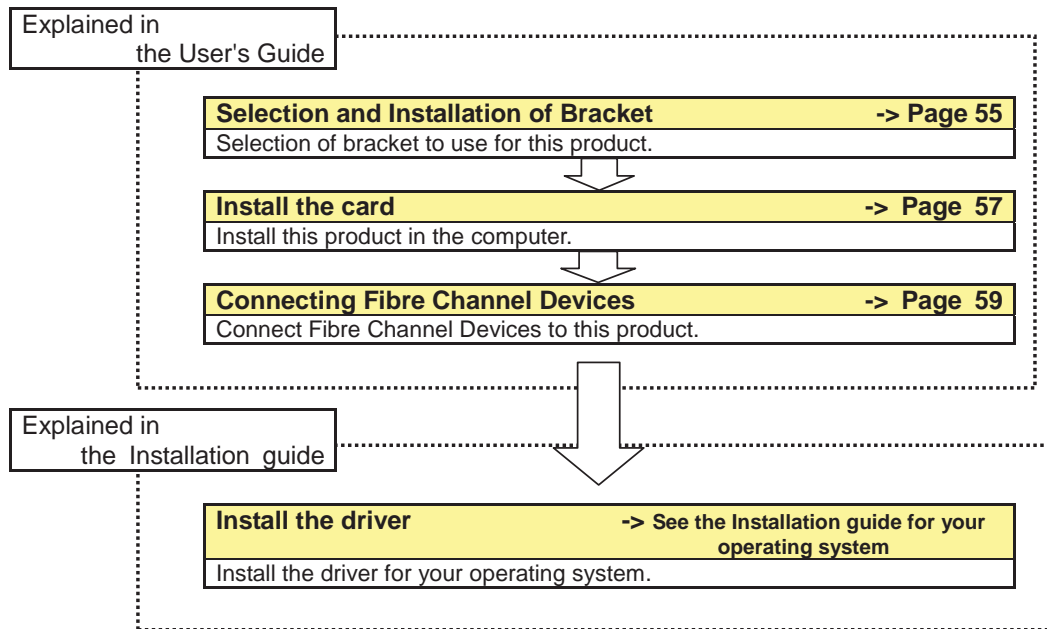 Explained in
the User's Guide
Selection and Installation of Bracket -> Page 55
Selection of bracket to use for this product.
Install the card -> Page 57
Install this product in the computer.
Connecting Fibre Channel Devices -> Page 59
Connect Fibre Channel Devices to this product.
Explained in
the Installation guide
Install the driver -> See the Installation guide for your
operating system
Install the driver for your operating system.